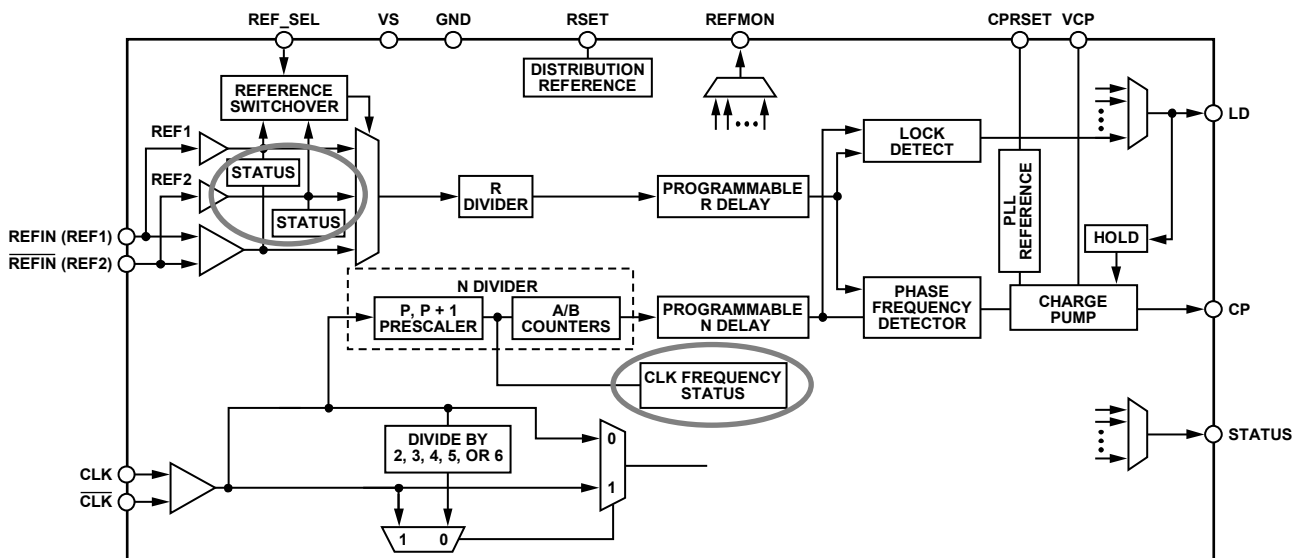 REF_SEL
VS
GND
RSET
REFMON
CPRSET
VCP
DISTRIBUTION
REFERENCE
REFERENCE
SWITCHOVER
REF1
STATUS
REF2
STATUS
REFIN (REF1)
REFIN (REF2)
R
DIVIDER
PROGRAMMABLE
R DELAY
LOCK
DETECT
LD
PLL
REFERENCE
HOLD
N DIVIDER
P, P + 1
PRESCALER
A/B
COUNTERS
PROGRAMMABLE
N DELAY
PHASE
FREQUENCY
DETECTOR
CHARGE
PUMP
CP
CLK FREQUENCY
STATUS
DIVIDE BY
2, 3, 4, 5, OR 6
0
1
CLK
CLK
1 0
STATUS